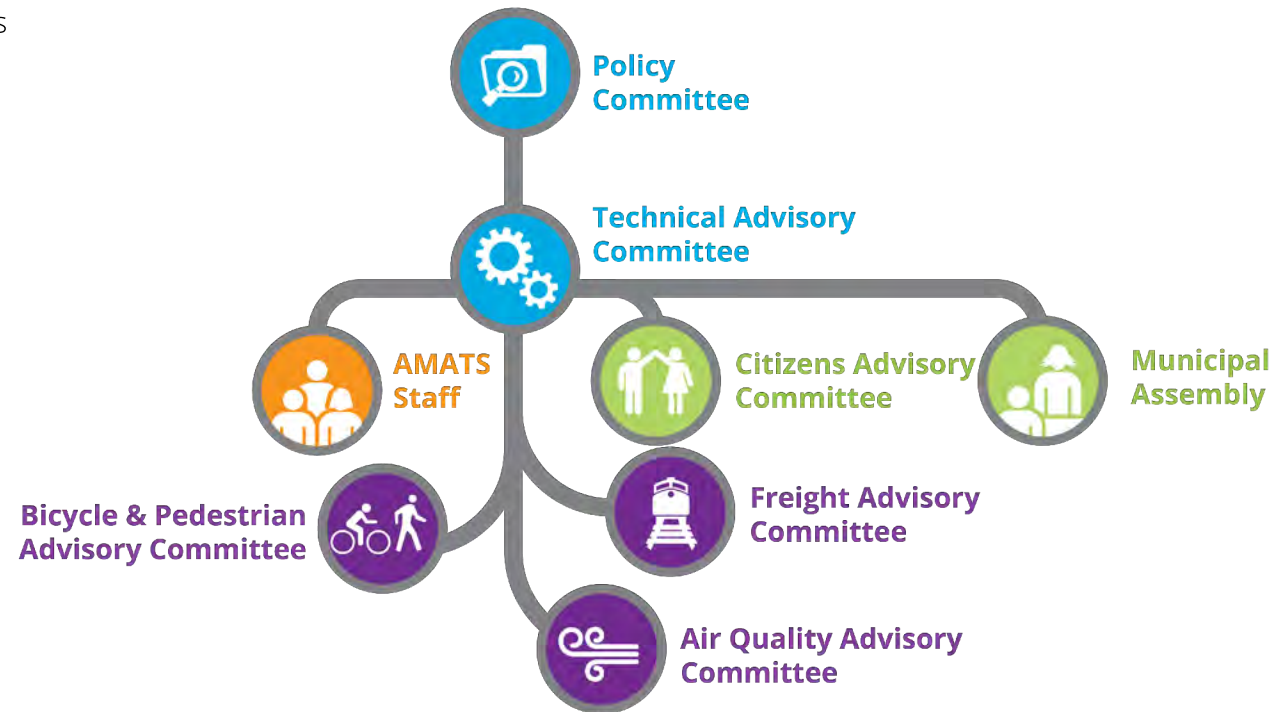 s
Policy
Committee
Technical Advisory
Committee
AMATS
Staff
Citizens Advisory
Committee
Municipal
Assembly
Bicycle & Pedestrian
Advisory Committee
Freight Advisory
Committee
Air Quality Advisory
Committee